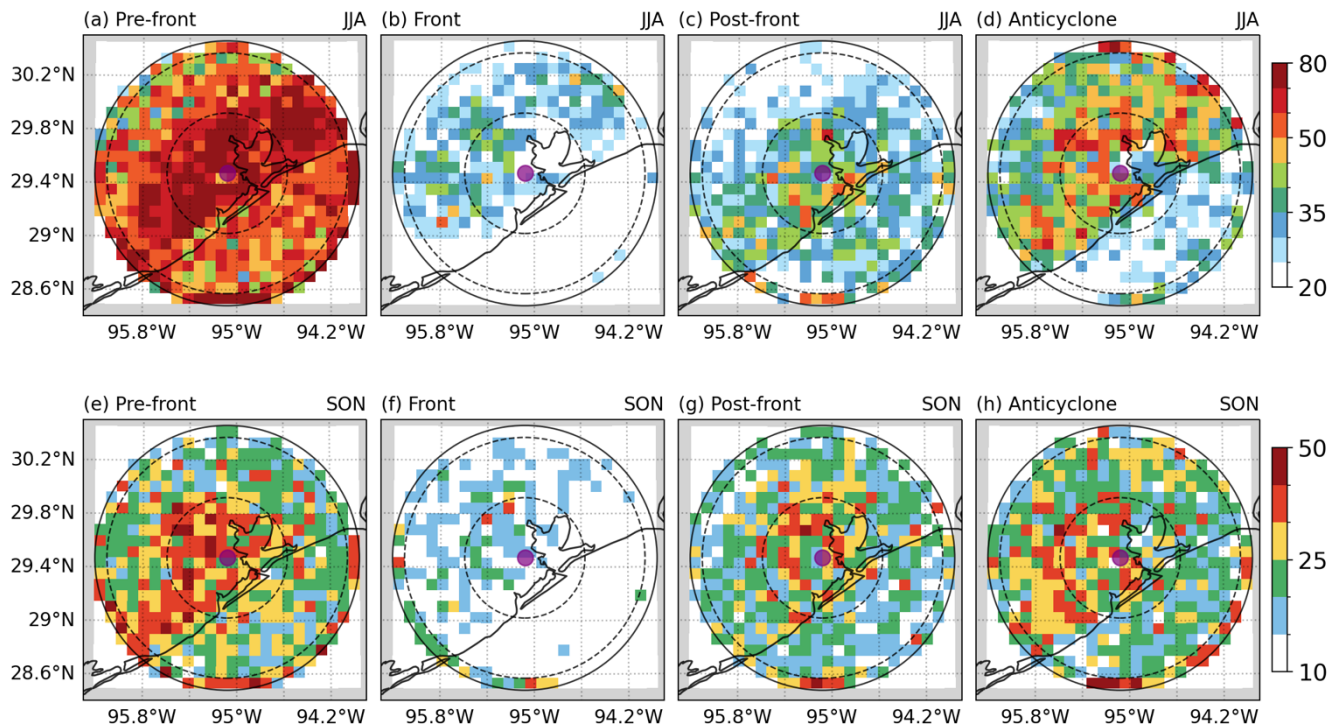 (a) Pre-front JJA (b) Front JJA (c) Post-front JJA (d) Anticyclone JJA
30.2°N
29.8°N
29.4°N
29°N
28.6°N
95.8°W 95°W 94.2°W 95.8°W 95°W 94.2°W 95.8°W 95°W 94.2°W 95.8°W 95°W 94.2°W
80
50
35
20
(e) Pre-front SON (f) Front SON (g) Post-front SON (h) Anticyclone SON
30.2°N
29.8°N
29.4°N
29°N
28.6°N
95.8°W 95°W 94.2°W 95.8°W 95°W 94.2°W 95.8°W 95°W 94.2°W 95.8°W 95°W 94.2°W
50
25
10